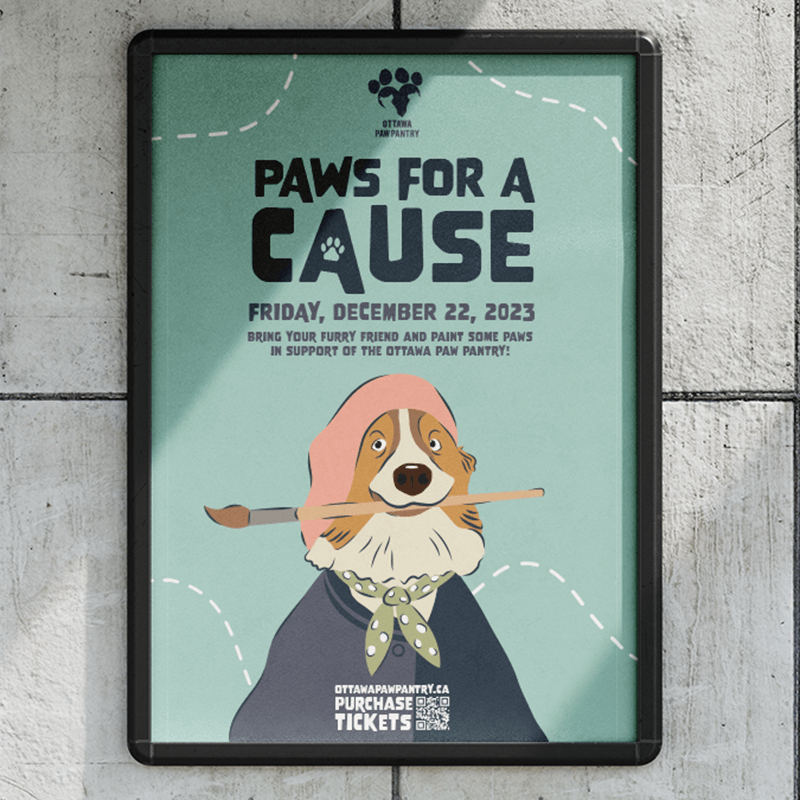 OTTAWA
PAW PANTRY
PAWS FOR A
CAUSE
FRIDAY, DECEMBER 22, 2023
BRING YOUR FURRY FRIEND AND PAINT SOME PAWS
IN SUPPORT OF THE OTTAWA PAW PANTRY!
OTTAWAPAWPANTRY.CA
PURCHASE
TICKETS